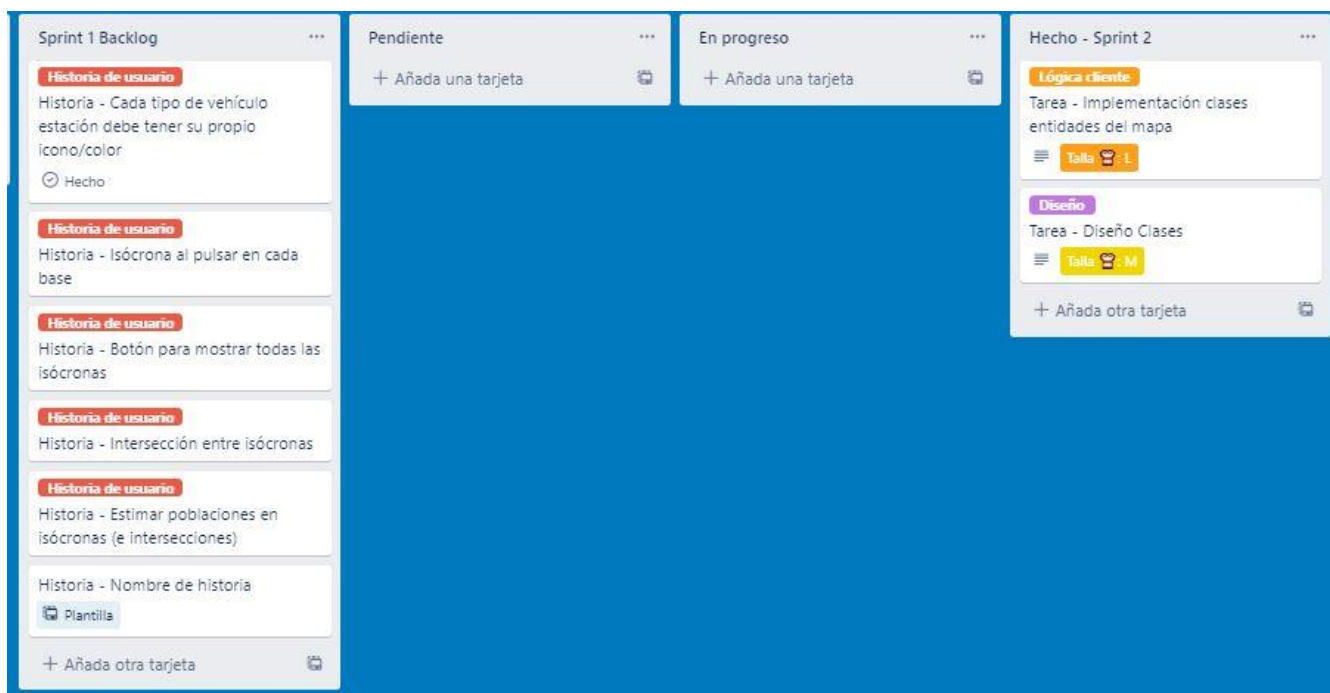 Sprint 1 Backlog
Historia de usuario
Historia - Cada tipo de vehículo
estación debe tener su propio
icono/color
Hecho
Historia de usuario
Historia - Isócrona al pulsar en cada
base
Historia de usuario
Historia - Botón para mostrar todas las
isócronas
Historia de usuario
Historia - Intersección entre isócronas
Historia de usuario
Historia - Estimar poblaciones en
isócronas (e intersecciones)
Historia - Nombre de historia
Plantilla
+ Añada otra tarjeta
Pendiente
+ Añada una tarjeta
En progreso
+ Añada una tarjeta
Hecho - Sprint 2
Lógica cliente
Tarea - Implementación clases
entidades del mapa
Talla 👚: L
Diseño
Tarea - Diseño Clases
Talla 👚: M
+ Añada otra tarjeta